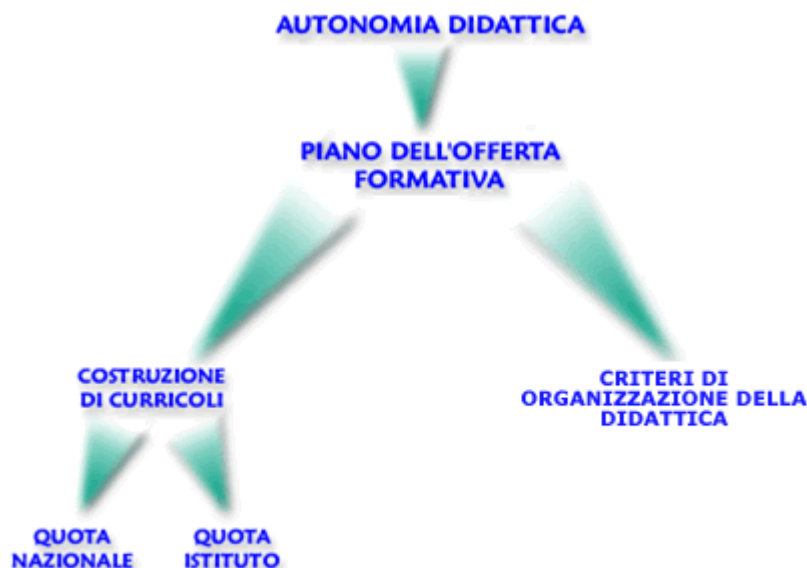 AUTONOMIA DIDATTICA
PIANO DELL'OFFERTA
FORMATIVA
COSTRUZIONE
DI CURRICOLI
CRITERI DI
ORGANIZZAZIONE DELLA
DIDATTICA
QUOTA
NAZIONALE
QUOTA
ISTITUTO